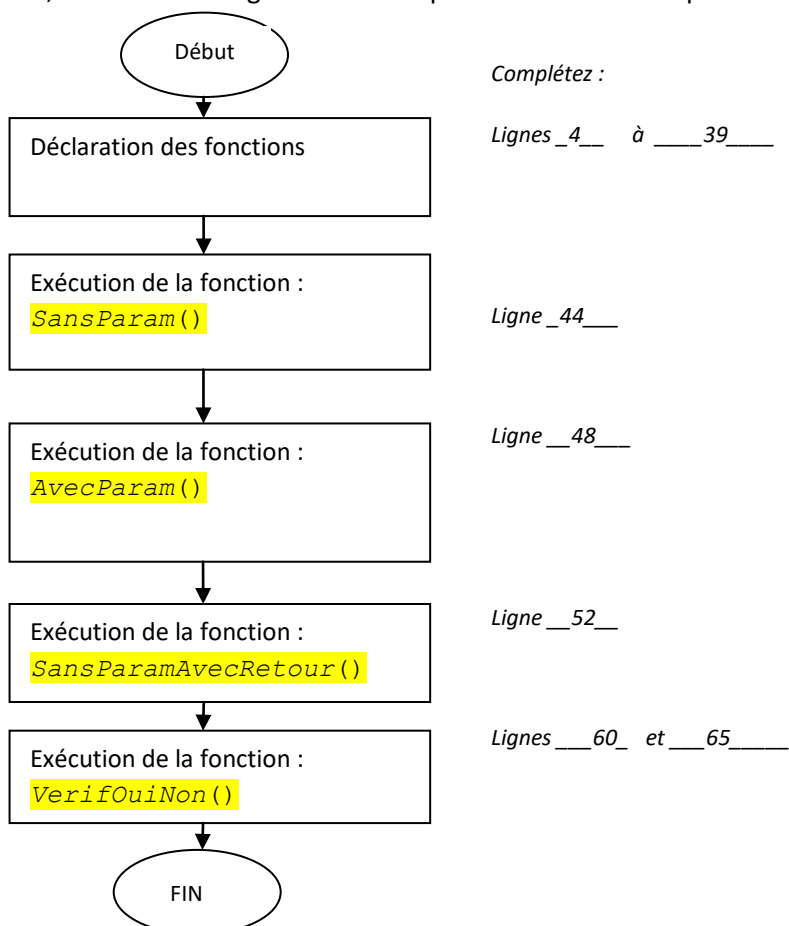 Début
Complétez :
Déclaration des fonctions
Lignes _4__ à ____39____
Exécution de la fonction :
SansParam()
Ligne _44___
Exécution de la fonction :
AvecParam()
Ligne __48___
Exécution de la fonction :
SansParamAvecRetour()
Ligne __52__
Exécution de la fonction :
VerifOuiNon()
Lignes ___60_ et ___65_____
FIN